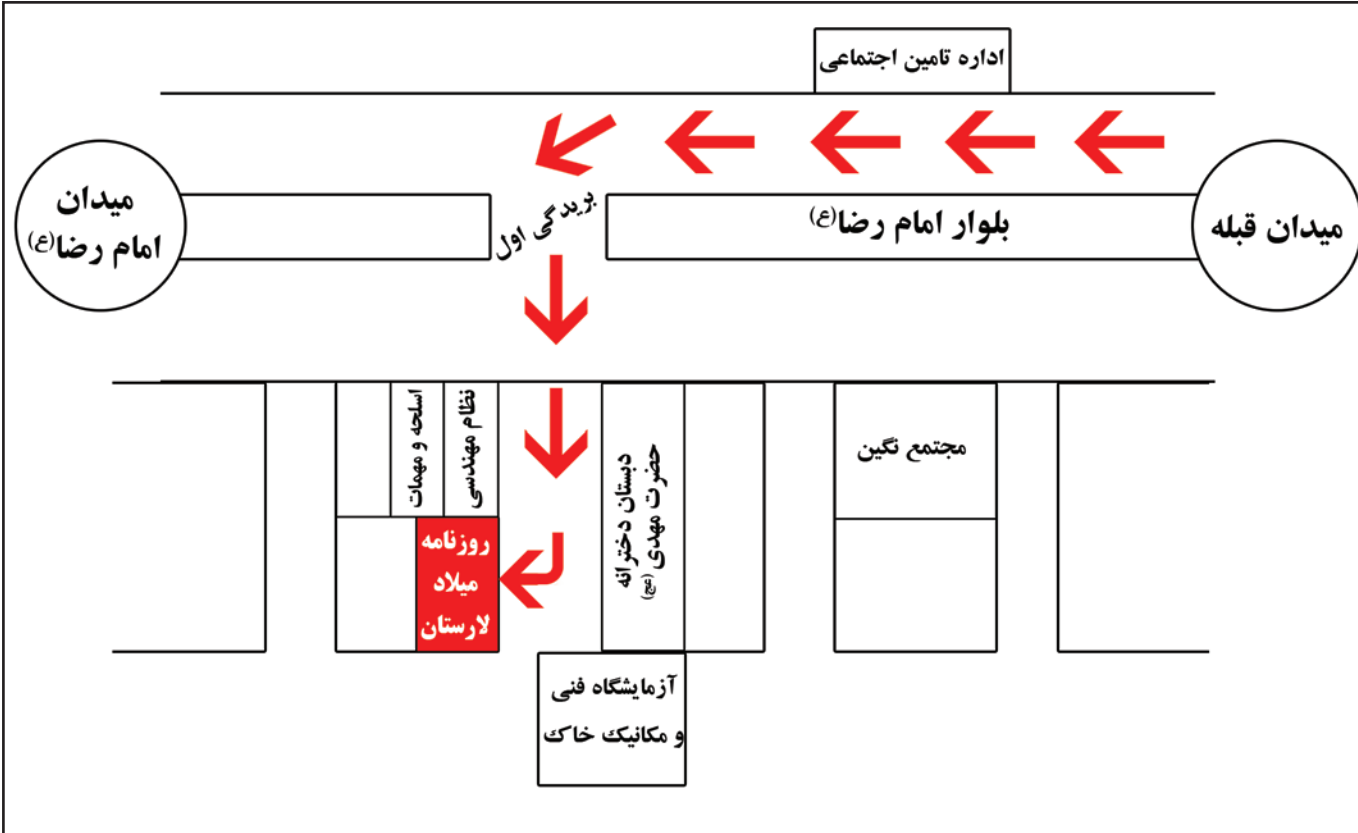 اداره تامین اجتماعی
میدان قبله
بلوار امام رضا(ع)
بریدگی اول
میدان
امام رضا(ع)
مجتمع نگین
دبستان دخترانه
حضرت مهدی (عج)
نظام مهندسی
اسلحه و مهمات
روزنامه
میلاد
لارستان
آزمایشگاه فنی
و مکانیک خاک